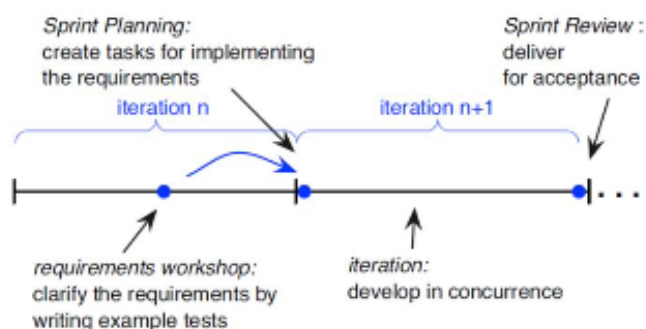 Sprint Planning:
create tasks for implementing
the requirements
Sprint Review :
deliver
for acceptance
iteration n
iteration n+1
...
requirements workshop:
clarify the requirements by
writing example tests
iteration:
develop in concurrence